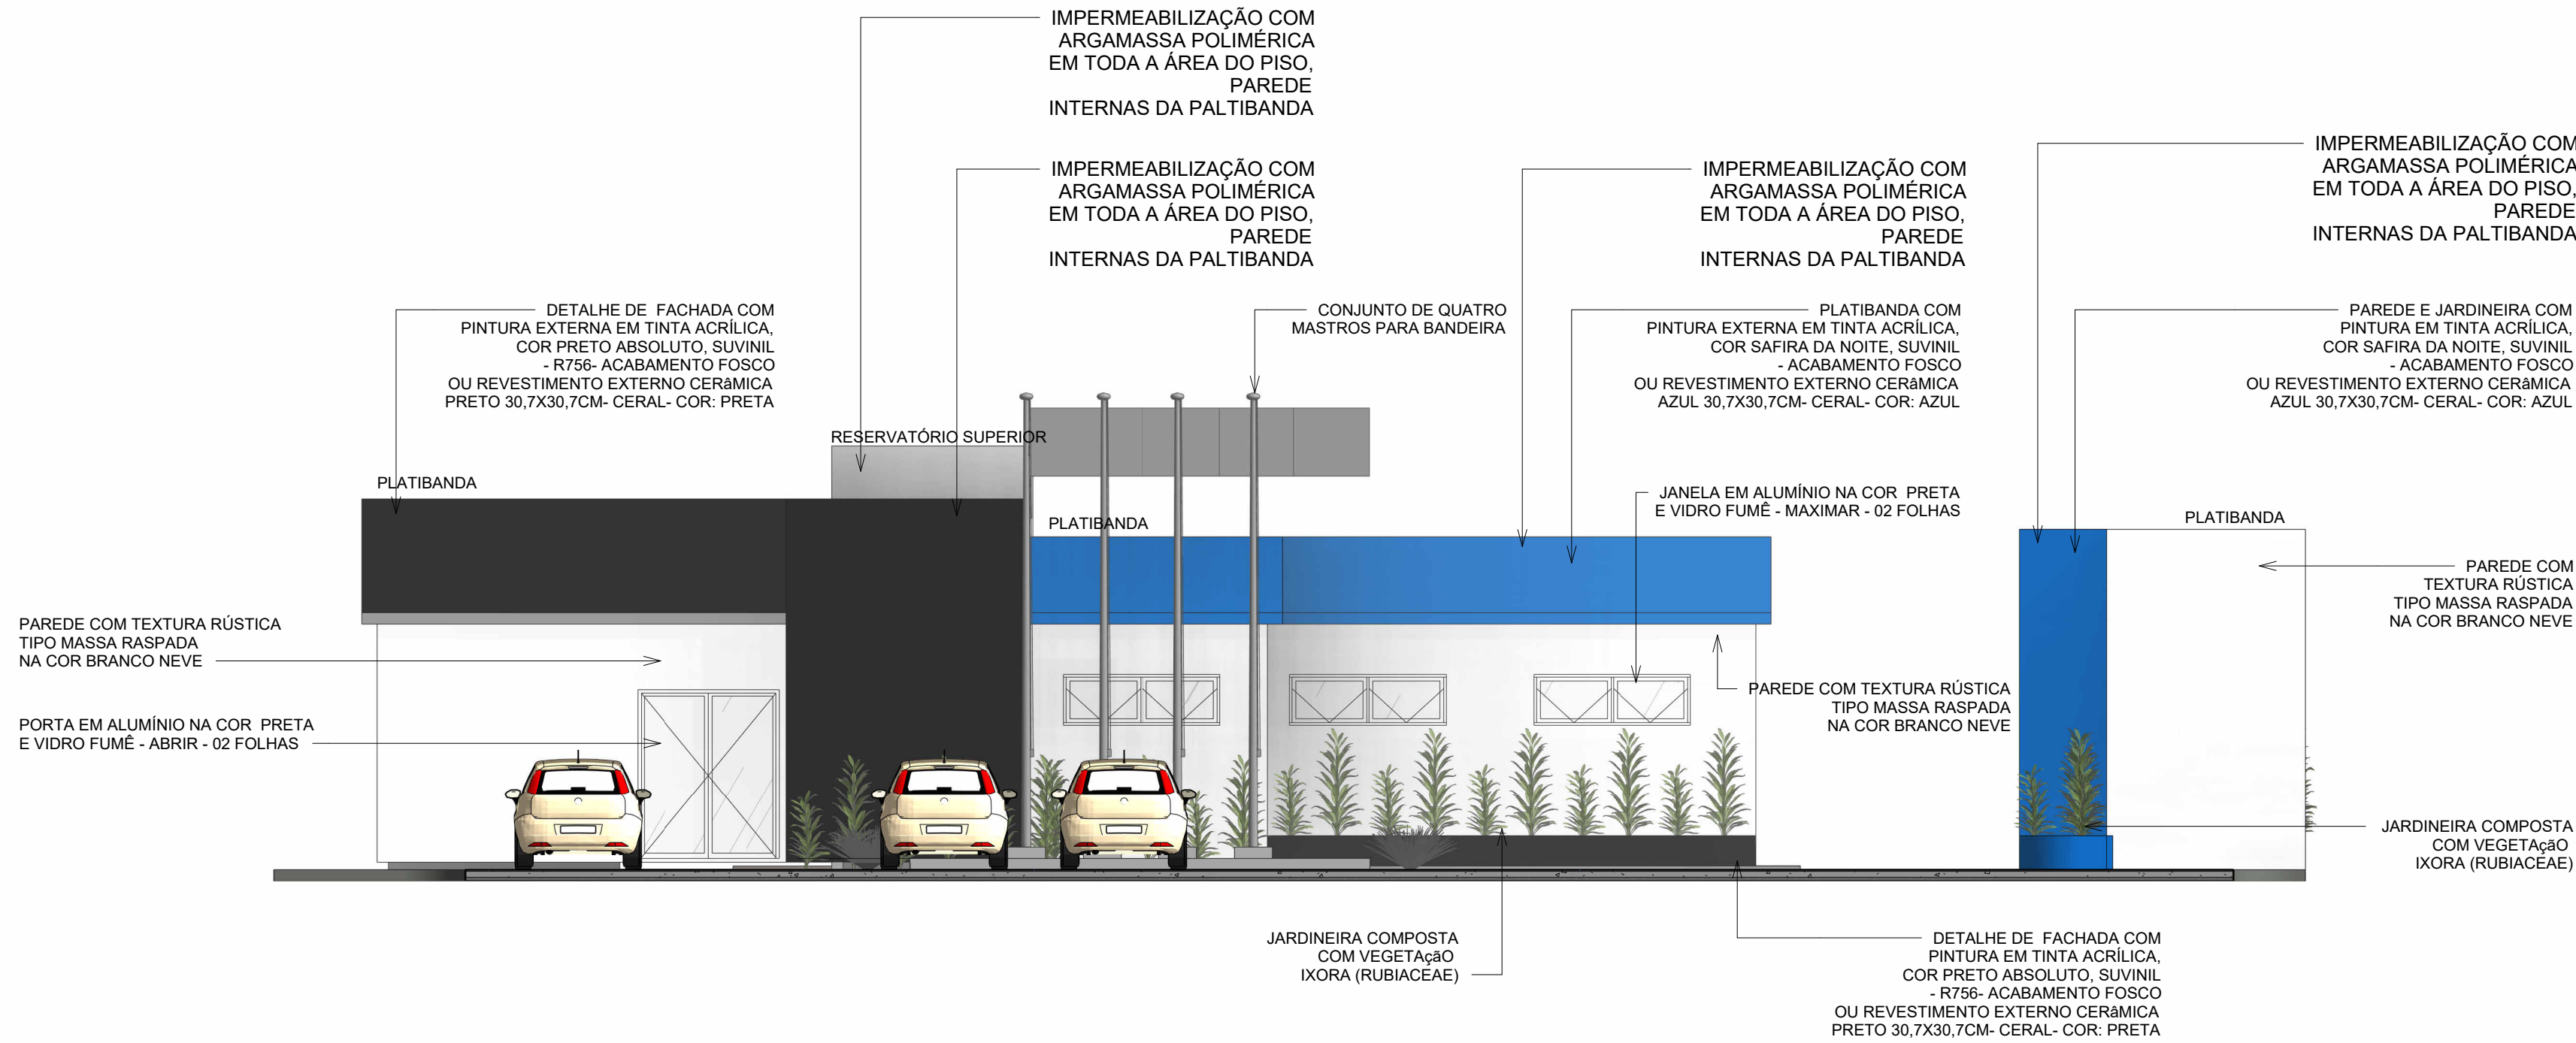 IMPERMEABILIZAÇÃO COM
ARGAMASSA POLIMÉRICA
EM TODA A ÁREA DO PISO,
PAREDE
INTERNAS DA PALTIBANDA
IMPERMEABILIZAÇÃO COM
ARGAMASSA POLIMÉRICA
EM TODA A ÁREA DO PISO,
PAREDE
INTERNAS DA PALTIBANDA
IMPERMEABILIZAÇÃO COM
ARGAMASSA POLIMÉRICA
EM TODA A ÁREA DO PISO,
PAREDE
INTERNAS DA PALTIBANDA
IMPERMEABILIZAÇÃO COM
ARGAMASSA POLIMÉRICA
EM TODA A ÁREA DO PISO,
PAREDE
INTERNAS DA PALTIBANDA
DETALHE DE FACHADA COM
PINTURA EXTERNA EM TINTA ACRÍLICA,
COR PRETO ABSOLUTO, SUVINIL
- R756- ACABAMENTO FOSCO
OU REVESTIMENTO EXTERNO CERâMICA
PRETO 30,7X30,7CM- CERAL- COR: PRETA
CONJUNTO DE QUATRO
MASTROS PARA BANDEIRA
PLATIBANDA COM
PINTURA EXTERNA EM TINTA ACRÍLICA,
COR SAFIRA DA NOITE, SUVINIL
- ACABAMENTO FOSCO
OU REVESTIMENTO EXTERNO CERâMICA
AZUL 30,7X30,7CM- CERAL- COR: AZUL
PAREDE E JARDINEIRA COM
PINTURA EM TINTA ACRÍLICA,
COR SAFIRA DA NOITE, SUVINIL
- ACABAMENTO FOSCO
OU REVESTIMENTO EXTERNO CERâMICA
AZUL 30,7X30,7CM- CERAL- COR: AZUL
RESERVATÓRIO SUPERIOR
PLATIBANDA
PLATIBANDA
JANELA EM ALUMÍNIO NA COR PRETA
E VIDRO FUMÊ - MAXIMAR - 02 FOLHAS
PLATIBANDA
PAREDE COM
TEXTURA RÚSTICA
TIPO MASSA RASPADA
NA COR BRANCO NEVE
PAREDE COM TEXTURA RÚSTICA
TIPO MASSA RASPADA
NA COR BRANCO NEVE
PAREDE COM TEXTURA RÚSTICA
TIPO MASSA RASPADA
NA COR BRANCO NEVE
PORTA EM ALUMÍNIO NA COR PRETA
E VIDRO FUMÊ - ABRIR - 02 FOLHAS
JARDINEIRA COMPOSTA
COM VEGETAçãO
IXORA (RUBIACEAE)
JARDINEIRA COMPOSTA
COM VEGETAçãO
IXORA (RUBIACEAE)
DETALHE DE FACHADA COM
PINTURA EM TINTA ACRÍLICA,
COR PRETO ABSOLUTO, SUVINIL
- R756- ACABAMENTO FOSCO
OU REVESTIMENTO EXTERNO CERâMICA
PRETO 30,7X30,7CM- CERAL- COR: PRETA